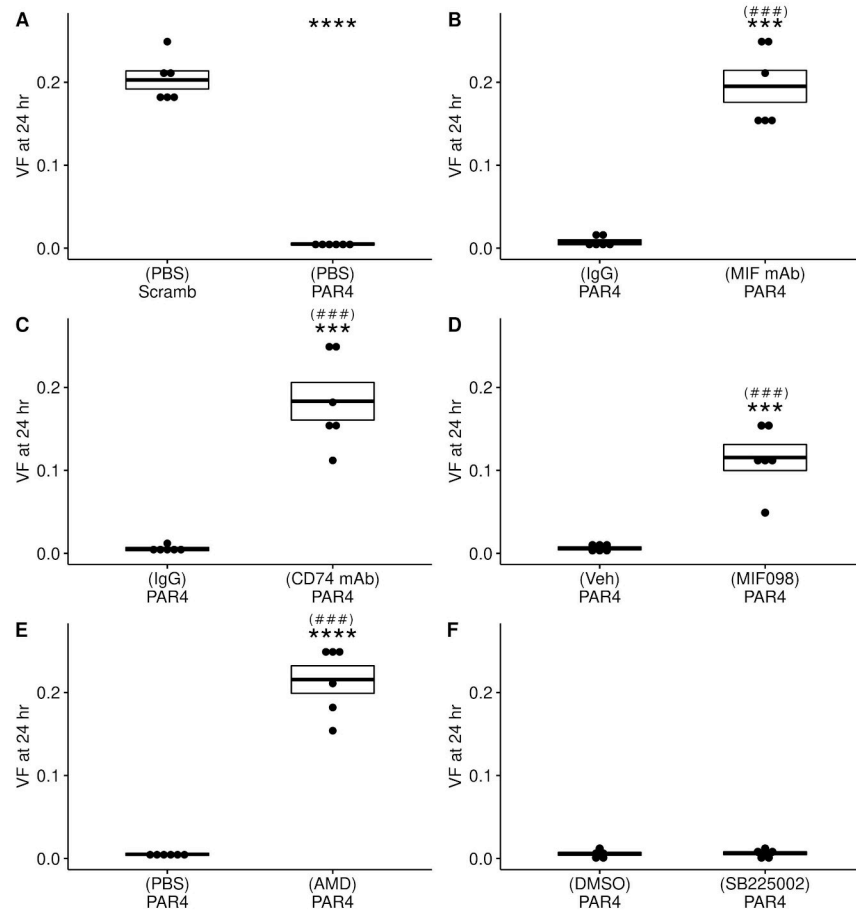 A
****
VF at 24 hr
0.2
0.1
0.0
(PBS)
Scramb
(PBS)
PAR4
B
(###)
***
VF at 24 hr
0.2
0.1
0.0
(IgG)
PAR4
(MIF mAb)
PAR4
C
(###)
***
VF at 24 hr
0.2
0.1
0.0
(IgG)
PAR4
(CD74 mAb)
PAR4
D
(###)
***
VF at 24 hr
0.2
0.1
0.0
(Veh)
PAR4
(MIF098)
PAR4
E
(###)
****
VF at 24 hr
0.2
0.1
0.0
(PBS)
PAR4
(AMD)
PAR4
F
VF at 24 hr
0.2
0.1
0.0
(DMSO)
PAR4
(SB225002)
PAR4